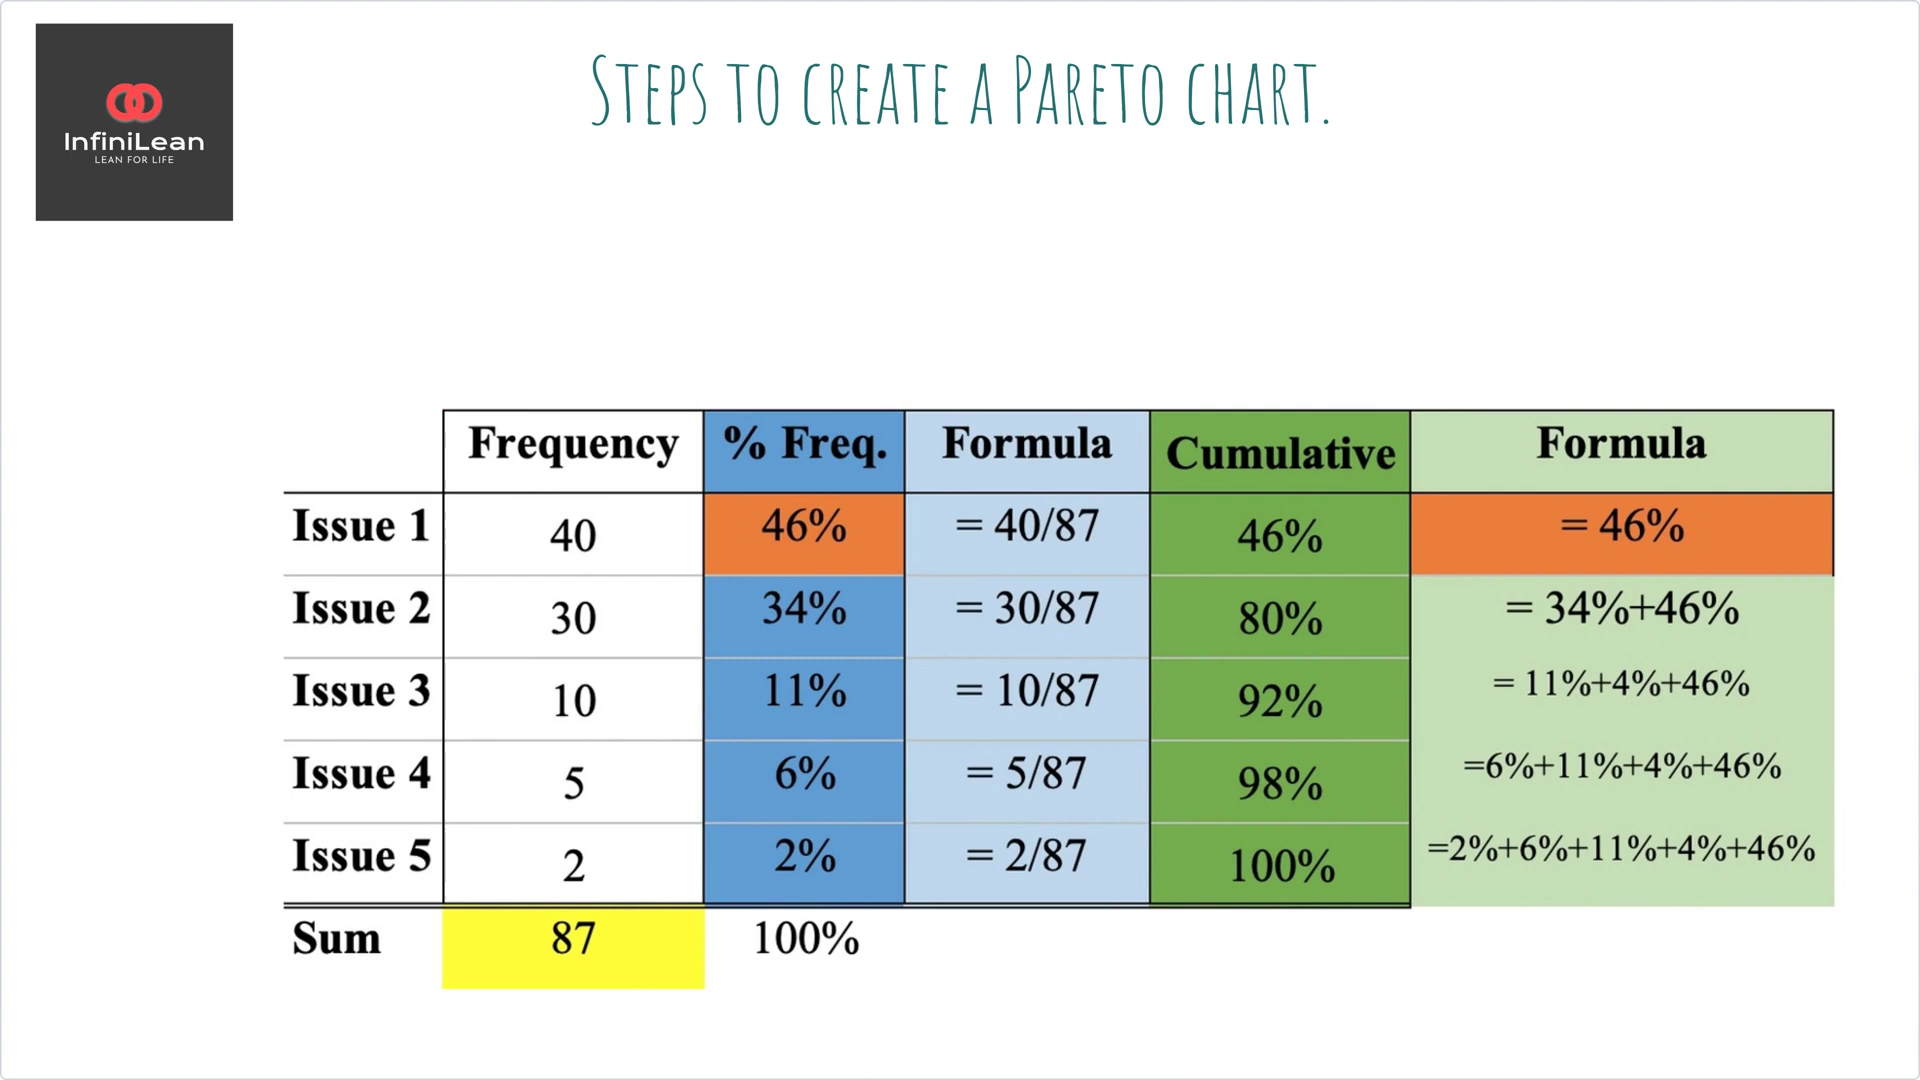 InfiniLean
LEAN FOR LIFE
STEPS TO CREATE A PARETO CHART.
Frequency % Freq. Formula Cumulative Formula
Issue 1 40 46% = 40/87 46% = 46%
Issue 2 30 34% = 30/87 80% = 34%+46%
Issue 3 10 11% = 10/87 92% = 11%+4%+46%
Issue 4 5 6% = 5/87 98% =6%+11%+4%+46%
Issue 5 2 2% = 2/87 100% =2%+6%+11%+4%+46%
Sum 87 100%